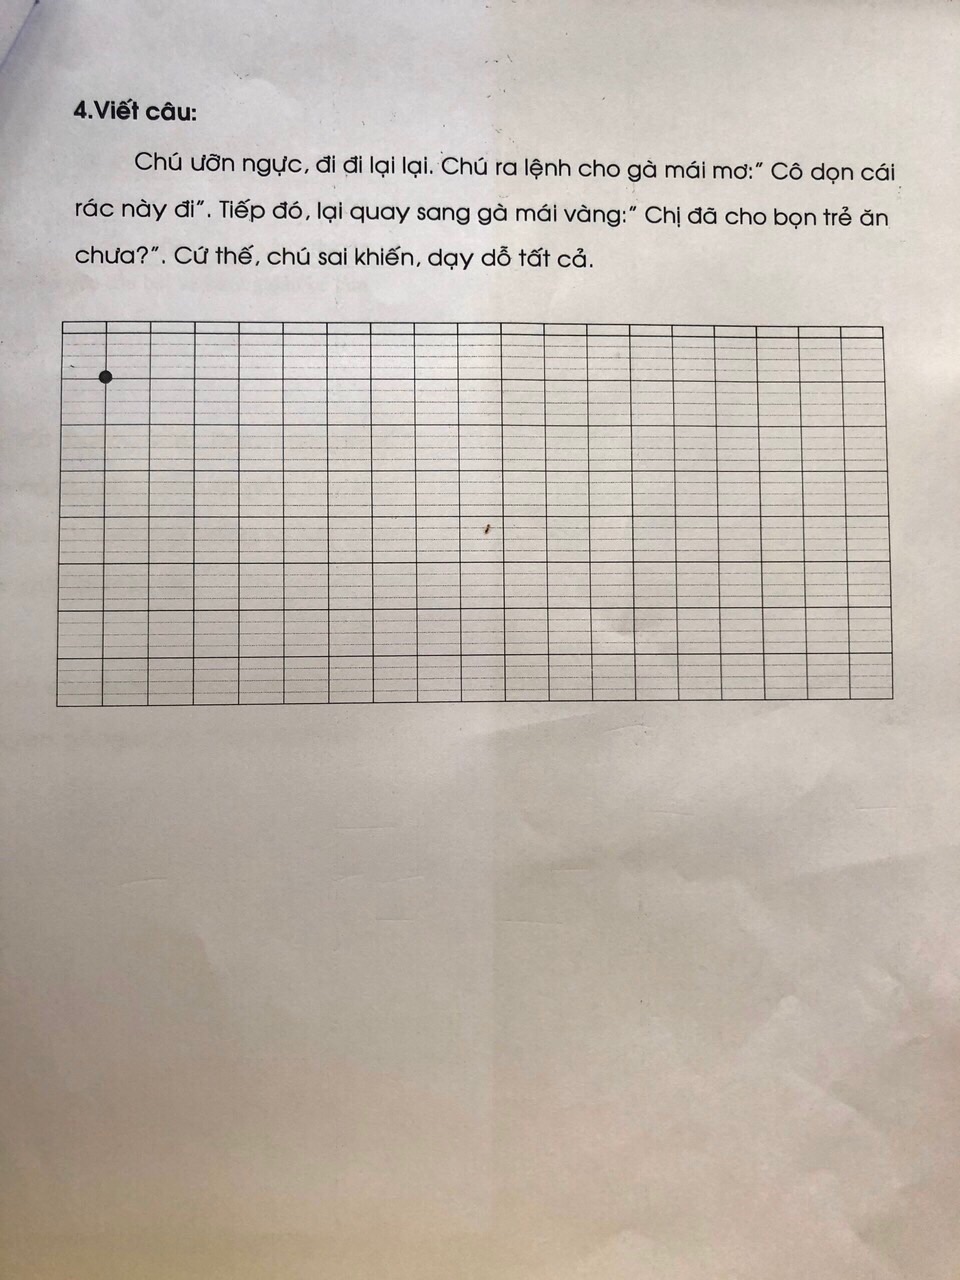 4.Viết câu:
Chú ưỡn ngực, đi đi lại lại. Chú ra lệnh cho gà mái mơ:” Cô dọn cái
rác này đi”. Tiếp đó, lại quay sang gà mái vàng:” Chị đã cho bọn trẻ ăn
chưa?”. Cứ thế, chú sai khiến, dạy dỗ tất cả.